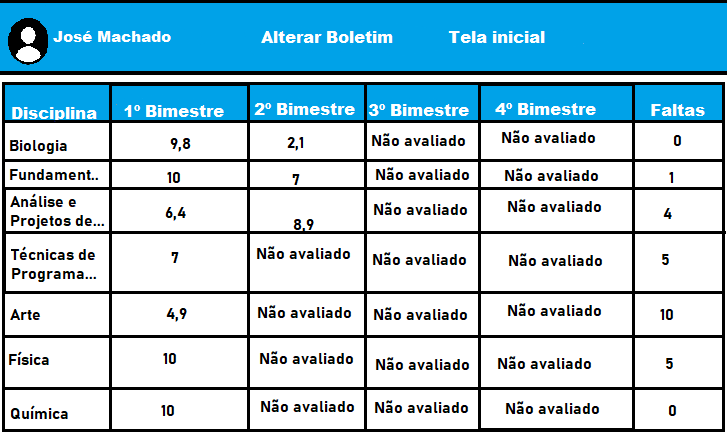 José Machado Alterar Boletim Tela inicial
Disciplina 1º Bimestre 2º Bimestre 3º Bimestre 4º Bimestre Faltas
Biologia 9,8 2,1 Não avaliado Não avaliado 0
Fundament.. 10 7 Não avaliado Não avaliado 1
Análise e
Projetos de... 6,4 8,9 Não avaliado Não avaliado 4
Técnicas de
Programa... 7 Não avaliado Não avaliado Não avaliado 5
Arte 4,9 Não avaliado Não avaliado Não avaliado 10
Física 10 Não avaliado Não avaliado Não avaliado 5
Química 10 Não avaliado Não avaliado Não avaliado 0